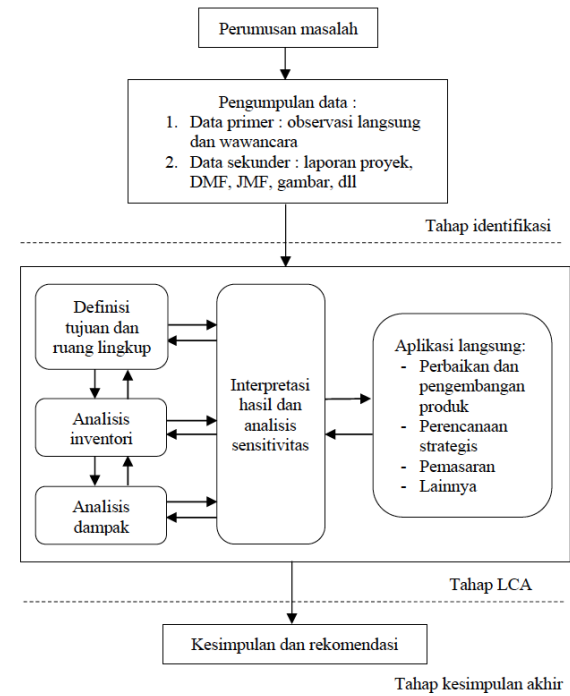 Perumusan masalah
Pengumpulan data :
1. Data primer : observasi langsung
dan wawancara
2. Data sekunder : laporan proyek,
DMF, JMF, gambar, dll
Tahap identifikasi
Definisi
tujuan dan
ruang lingkup
Analisis
inventori
Analisis
dampak
Interpretasi
hasil dan
analisis
sensitivitas
Aplikasi langsung:
- Perbaikan dan
pengembangan
produk
- Perencanaan
strategis
- Pemasaran
- Lainnya
Tahap LCA
Kesimpulan dan rekomendasi
Tahap kesimpulan akhir